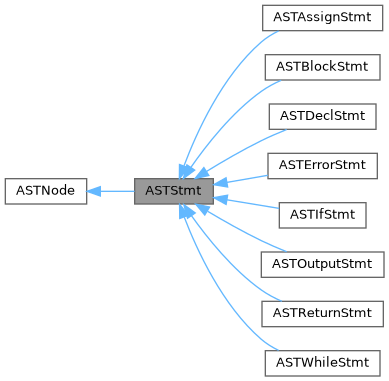 ASTAssignStmt
ASTBlockStmt
ASTDeclStmt
ASTErrorStmt
ASTNode
ASTStmt
ASTIfStmt
ASTOutputStmt
ASTReturnStmt
ASTWhileStmt